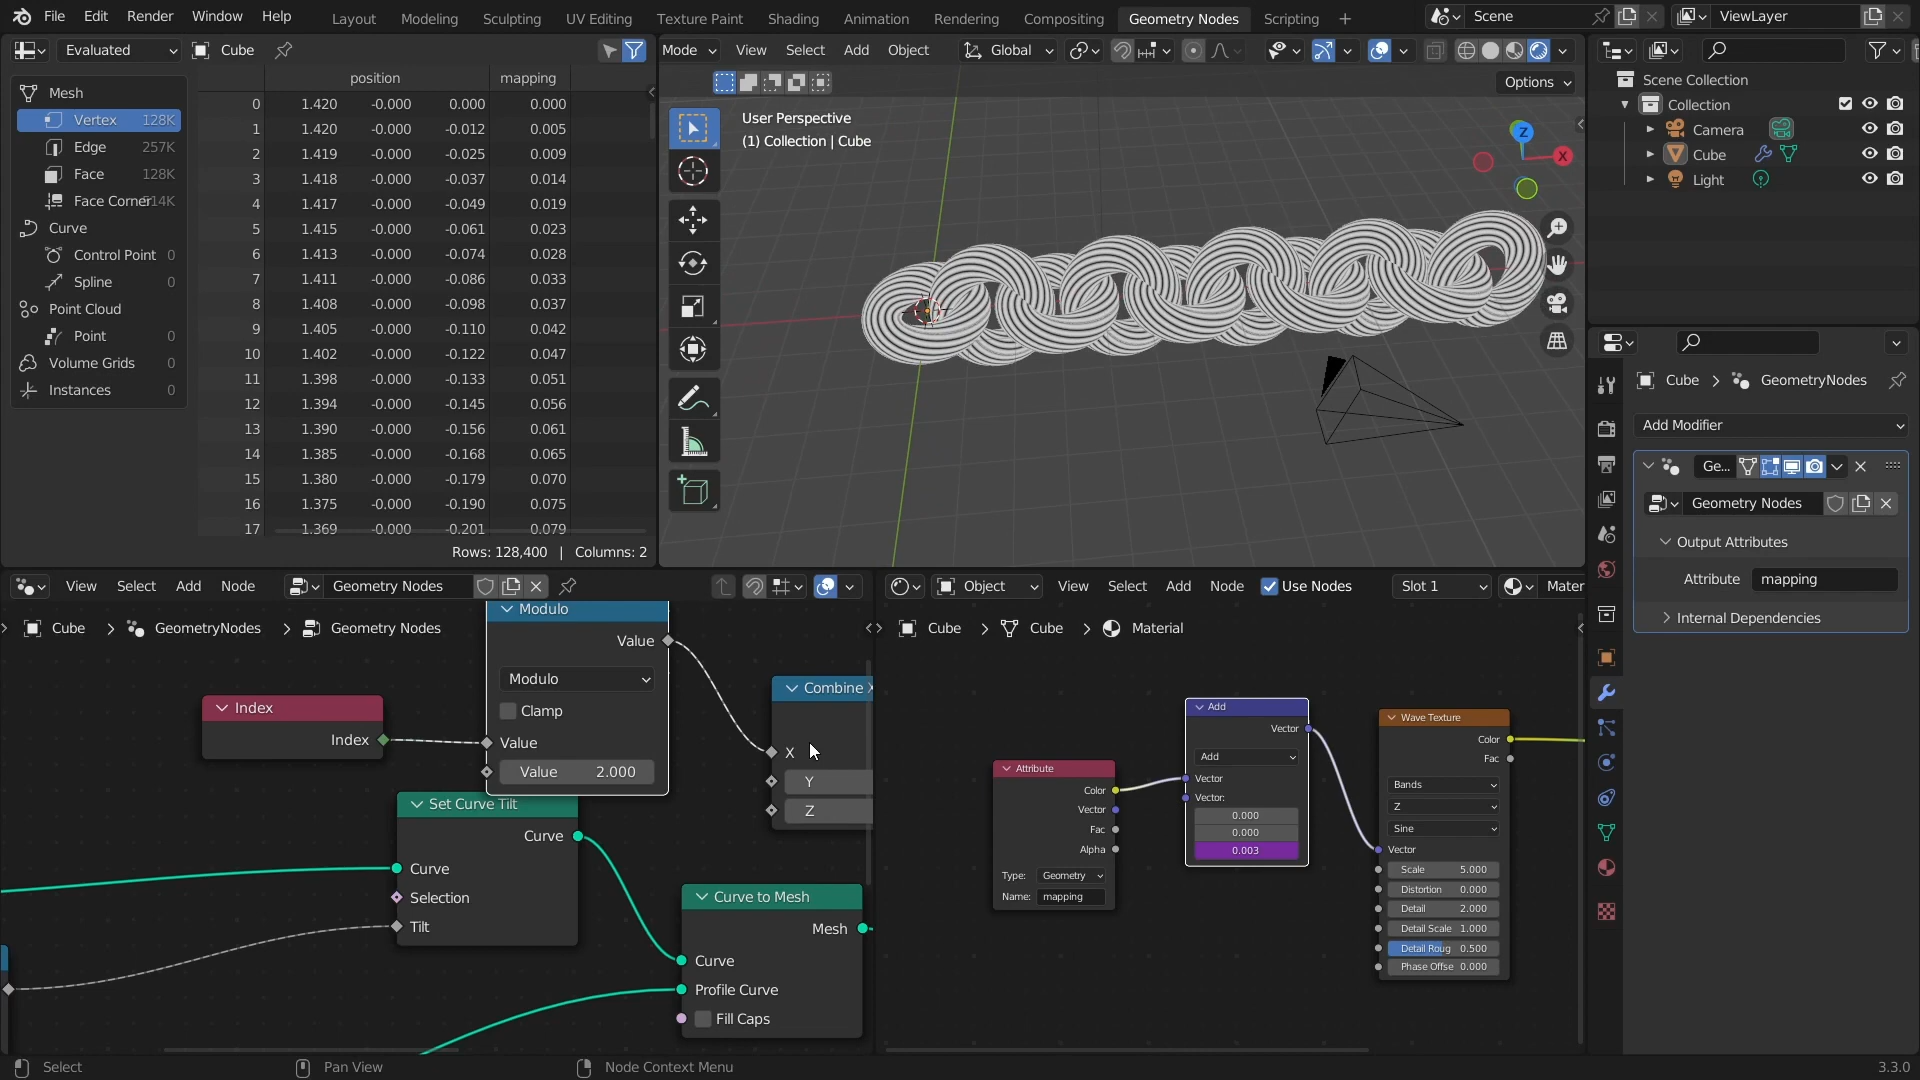 File Edit Render Window Help Layout Modeling Sculpting UV Editing Texture Paint Shading Animation Rendering Compositing Geometry Nodes Scripting + Scene ViewLayer
Evaluated Cube
Mode View Select Add Object Global
Options
position mapping
Mesh
Vertex 128K
Edge 257K
Face 128K
Face Corner
Curve
Control Point 0
Spline 0
Point Cloud
Point 0
Volume Grids 0
Instances 0
0 1.420 -0.000 0.000 0.000
1 1.420 -0.000 -0.012 0.005
2 1.419 -0.000 -0.025 0.009
3 1.418 -0.000 -0.037 0.014
4 1.417 -0.000 -0.049 0.019
5 1.415 -0.000 -0.061 0.023
6 1.413 -0.000 -0.074 0.028
7 1.411 -0.000 -0.086 0.033
8 1.408 -0.000 -0.098 0.037
9 1.405 -0.000 -0.110 0.042
10 1.402 -0.000 -0.122 0.047
11 1.398 -0.000 -0.133 0.051
12 1.394 -0.000 -0.145 0.056
13 1.390 -0.000 -0.156 0.061
14 1.385 -0.000 -0.168 0.065
15 1.380 -0.000 -0.179 0.070
16 1.375 -0.000 -0.190 0.075
17 1.369 -0.000 -0.201 0.079
Rows: 128,400 | Columns: 2
User Perspective
(1) Collection | Cube
Z
X
Scene Collection
Collection
Camera
Cube
Light
Cube > GeometryNodes
Add Modifier
Ge...
Geometry Nodes
Output Attributes
Attribute mapping
Internal Dependencies
View Select Add Node Geometry Nodes
Cube > GeometryNodes > Geometry Nodes
Modulo
Value
Modulo
Clamp
Value
Value 2.000
Index
Index
Combine X
X
Y
Z
Set Curve Tilt
Curve
Curve
Selection
Tilt
Curve to Mesh
Mesh
Curve
Profile Curve
Fill Caps
Object View Select Add Node Use Nodes Slot 1 Mater
Cube > Cube > Material
Attribute
Color
Vector
Fac
Alpha
Type: Geometry
Name: mapping
Add
Vector
Add
Vector
Vector:
0.000
0.000
0.003
Wave Texture
Color
Fac
Bands
Z
Sine
Vector
Scale 5.000
Distortion 0.000
Detail 2.000
Detail Scale 1.000
Detail Roug 0.500
Phase Offse 0.000
Select Pan View Node Context Menu 3.3.0